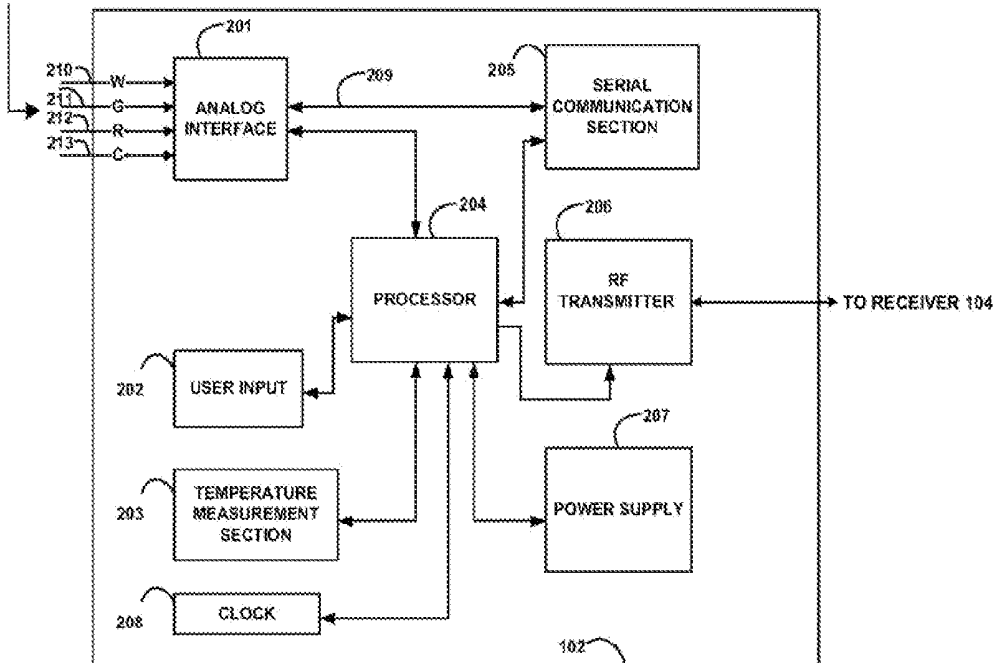 201
210
W
211
G
212
R
213
C
ANALOG
INTERFACE
209
205
SERIAL
COMMUNICATION
SECTION
204
PROCESSOR
206
RF
TRANSMITTER
TO RECEIVER 104
202
USER INPUT
207
POWER SUPPLY
203
TEMPERATURE
MEASUREMENT
SECTION
208
CLOCK
102